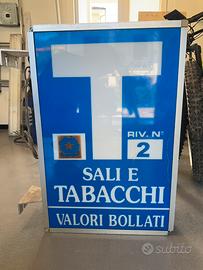 T
RIV. N°
2
SALI E
TABACCHI
VALORI BOLLATI
subito